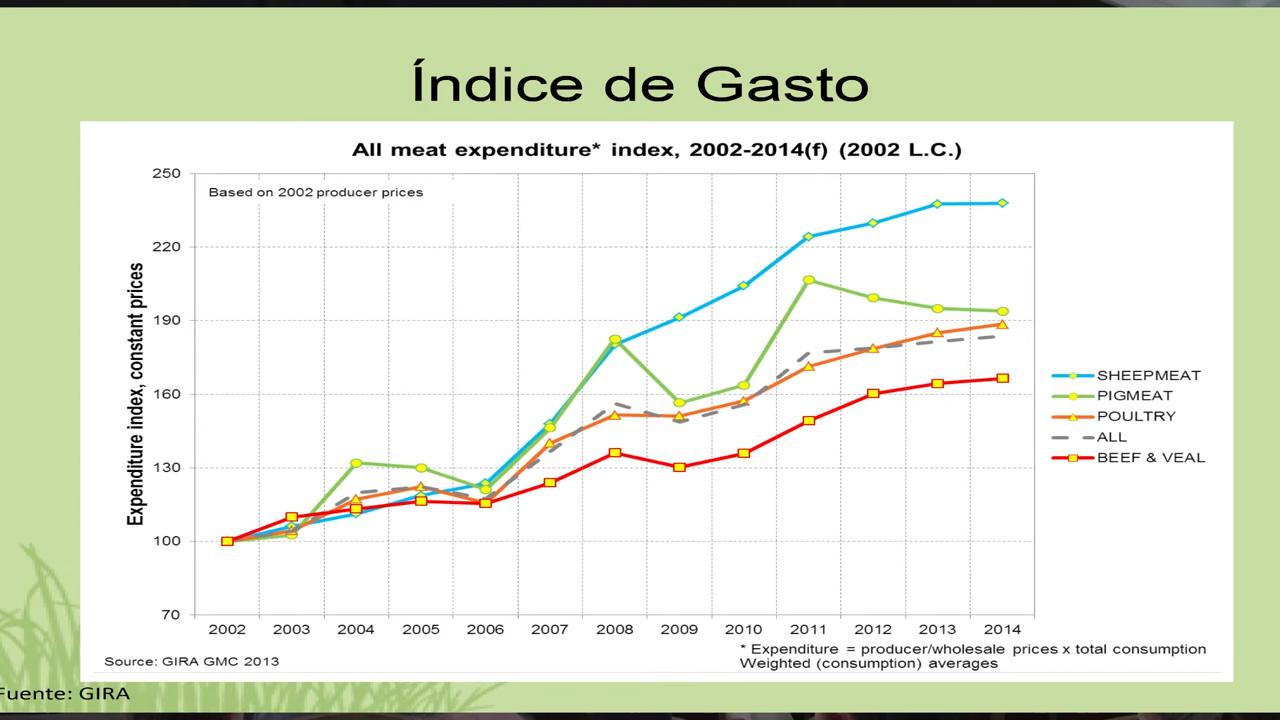 Índice de Gasto
All meat expenditure* index, 2002-2014(f) (2002 L.C.)
Based on 2002 producer prices
Expenditure index, constant prices
250
220
190
160
130
100
70
2002 2003 2004 2005 2006 2007 2008 2009 2010 2011 2012 2013 2014
SHEEPMEAT
PIGMEAT
POULTRY
ALL
BEEF & VEAL
* Expenditure = producer/wholesale prices x total consumption
Weighted (consumption) averages
Source: GIRA GMC 2013
Fuente: GIRA